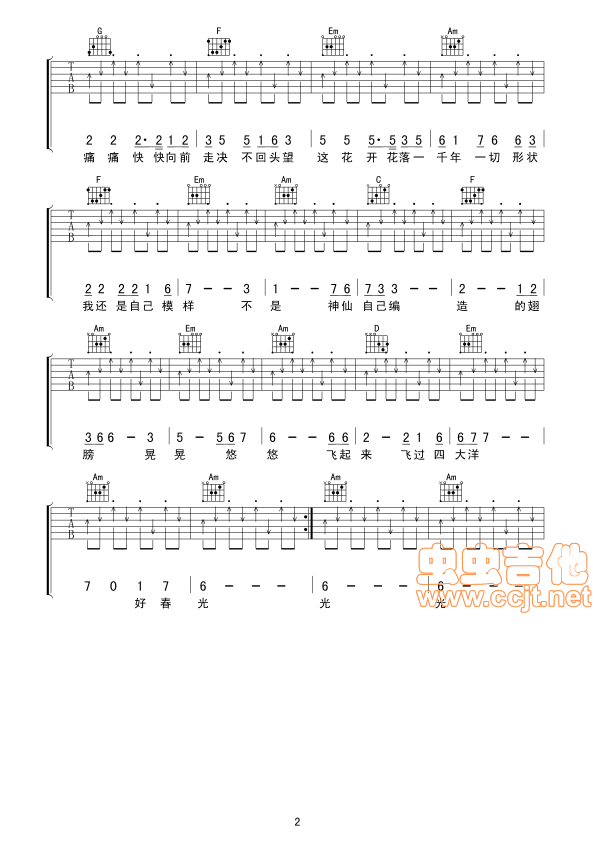 G F Em Am
T A B
2 2 2· 2 1 2 3 5 5 1 6 3 5 5 5· 5 3 5 6 1 7 6 6 3
痛 痛 快 快向前 走决 不回头望 这 花 开 花落一 千年 一切 形状
F Em Am C F
T A B
2 2 2 2 1 6 7 — — 3 1 — — 7 6 7 3 3 — — 2 — — 1 2
我还 是自己 模 样 不 是 神仙 自己编 造 的翅
Am Em Am D Em
T A B
3 6 6 — 3 5 — 5 6 7 6 — — 6 6 2 — 2 1 6 6 7 7 — —
膀 晃 晃 悠 悠 飞起 来 飞过 四 大洋
Am Am Am Am
T A B
7 0 1 7 6 — — — 6 — — — 6 — — —
好 春 光 光 光
虫虫吉他
www.ccjt.net
2